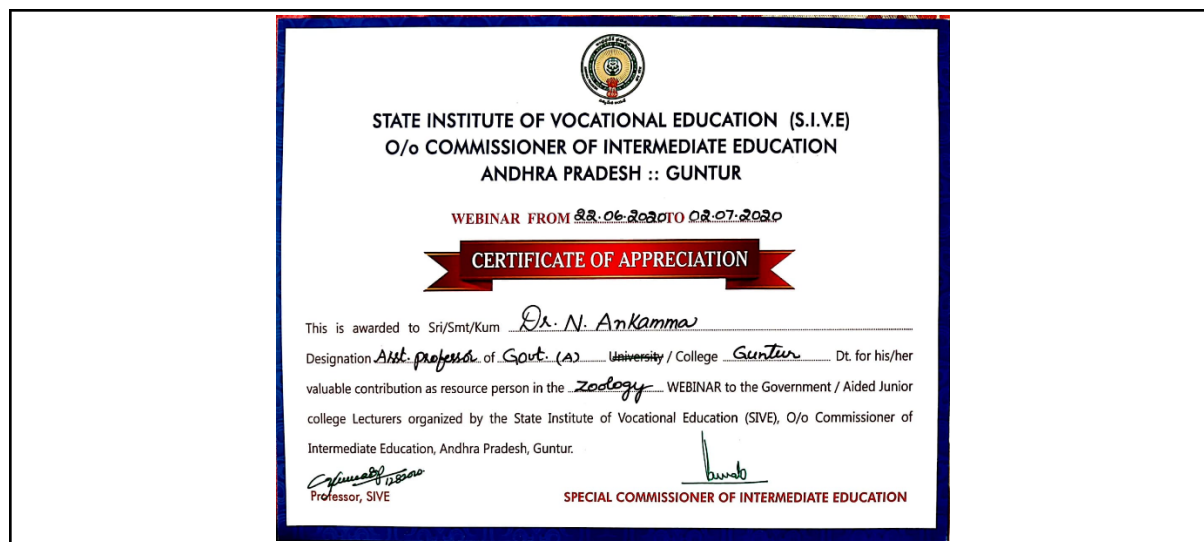 STATE INSTITUTE OF VOCATIONAL EDUCATION (S.I.V.E)
O/o COMMISSIONER OF INTERMEDIATE EDUCATION
ANDHRA PRADESH :: GUNTUR
WEBINAR FROM 22.06.2020 TO 02.07.2020
CERTIFICATE OF APPRECIATION
This is awarded to Sri/Smt/Kum Dr. N. Ankamma
Designation Asst. professor of Govt. (A) University / College Guntur Dt. for his/her
valuable contribution as resource person in the Zoology WEBINAR to the Government / Aided Junior
college Lecturers organized by the State Institute of Vocational Education (SIVE), O/o Commissioner of
Intermediate Education, Andhra Pradesh, Guntur.
Professor, SIVE
SPECIAL COMMISSIONER OF INTERMEDIATE EDUCATION